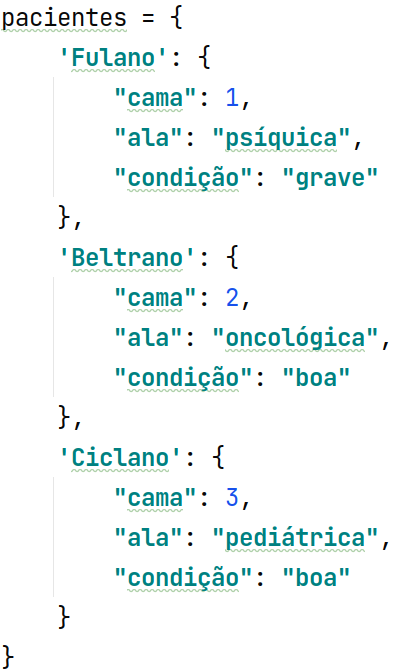 pacientes = {
    'Fulano': {
        "cama": 1,
        "ala": "psíquica",
        "condição": "grave"
    },
    'Beltrano': {
        "cama": 2,
        "ala": "oncológica",
        "condição": "boa"
    },
    'Ciclano': {
        "cama": 3,
        "ala": "pediátrica",
        "condição": "boa"
    }
}